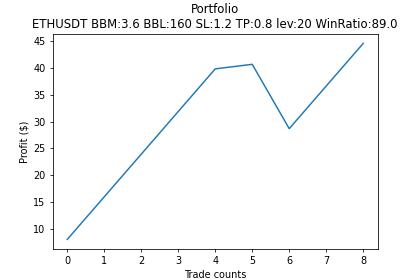 Portfolio
ETHUSDT BBM:3.6 BBL:160 SL:1.2 TP:0.8 lev:20 WinRatio:89.0
45
40
35
30
25
20
15
10
Profit ($)
0 1 2 3 4 5 6 7 8
Trade counts